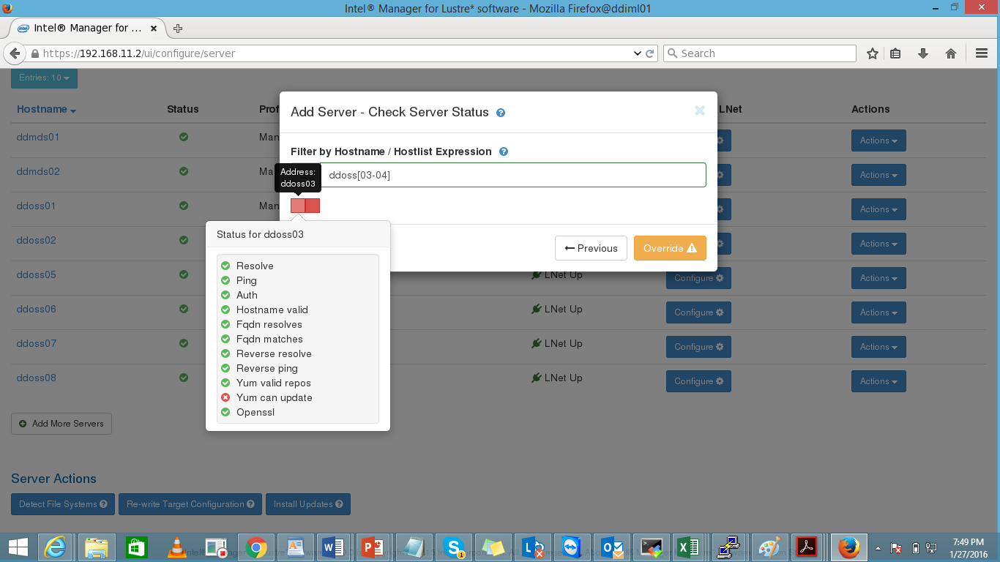 Intel® Manager for Lustre* software - Mozilla Firefox@ddiml01
Intel® Manager for ...
https://192.168.11.2/ui/configure/server
Search
Entries: 10
Hostname Status Prof LNet Actions
Add Server - Check Server Status
ddmds01 Man Actions
Filter by Hostname / Hostlist Expression
ddmds02 Ma Actions
Address:
ddoss03
ddoss[03-04]
ddoss01 Man Actions
ddoss02 Actions
Status for ddoss03
Previous Override
ddoss05 LNet Up Configure Actions
ddoss06 LNet Up Configure Actions
ddoss07 LNet Up Configure Actions
ddoss08 LNet Up Configure Actions
Resolve
Ping
Auth
Hostname valid
Fqdn resolves
Fqdn matches
Reverse resolve
Reverse ping
Yum valid repos
Yum can update
Openssl
Add More Servers
Server Actions
Detect File Systems Re-write Target Configuration Install Updates
7:49 PM
1/27/2016